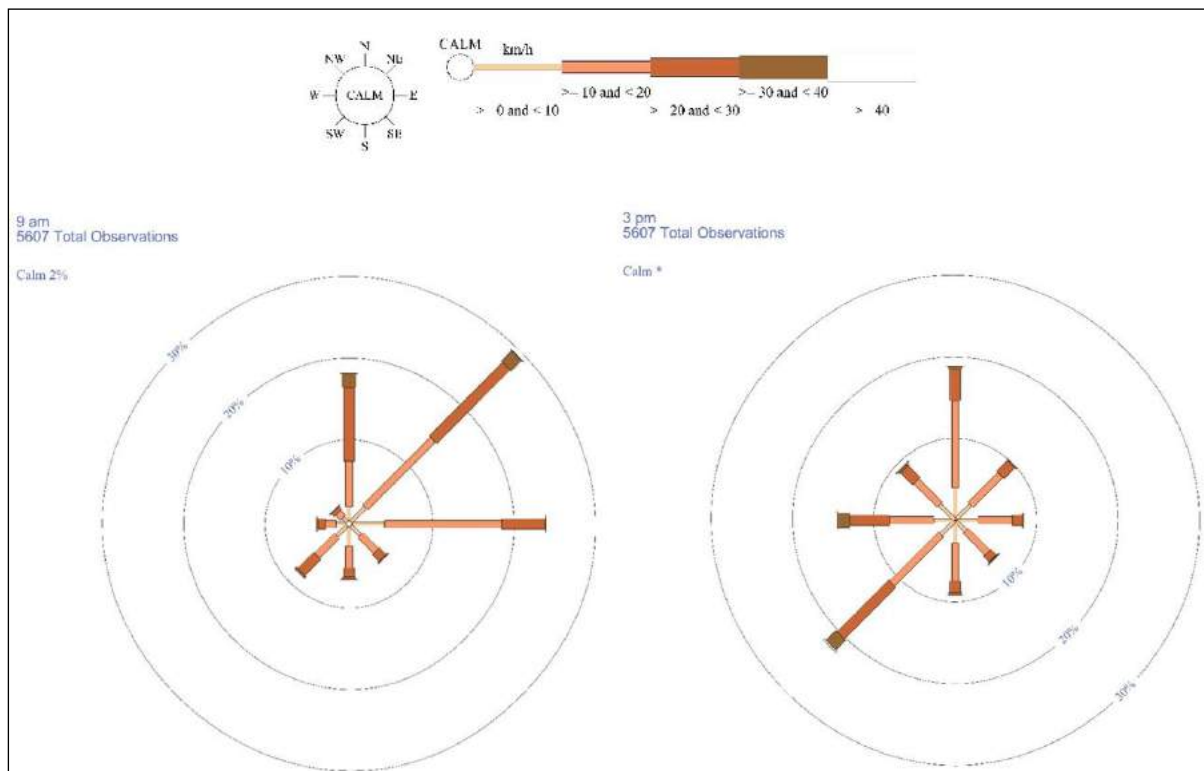 N
NW NE
W CALM E
SW SE
S
CALM
km/h
>= 10 and < 20 >= 30 and < 40
> 0 and < 10 > 20 and < 30 > 40
9 am
5607 Total Observations
Calm 2%
10%
20%
30%
3 pm
5607 Total Observations
Calm *
10%
20%
30%